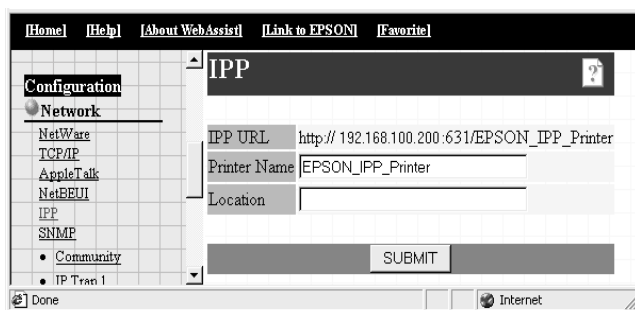 [Home] [Help] [About WebAssist] [Link to EPSON] [Favorite]
Configuration
Network
NetWare
TCP/IP
AppleTalk
NetBEUI
IPP
SNMP
• Community
• IP Trap 1
IPP
?
IPP URL http:// 192.168.100.200:631/EPSON_IPP_Printer
Printer Name EPSON_IPP_Printer
Location
SUBMIT
Done Internet